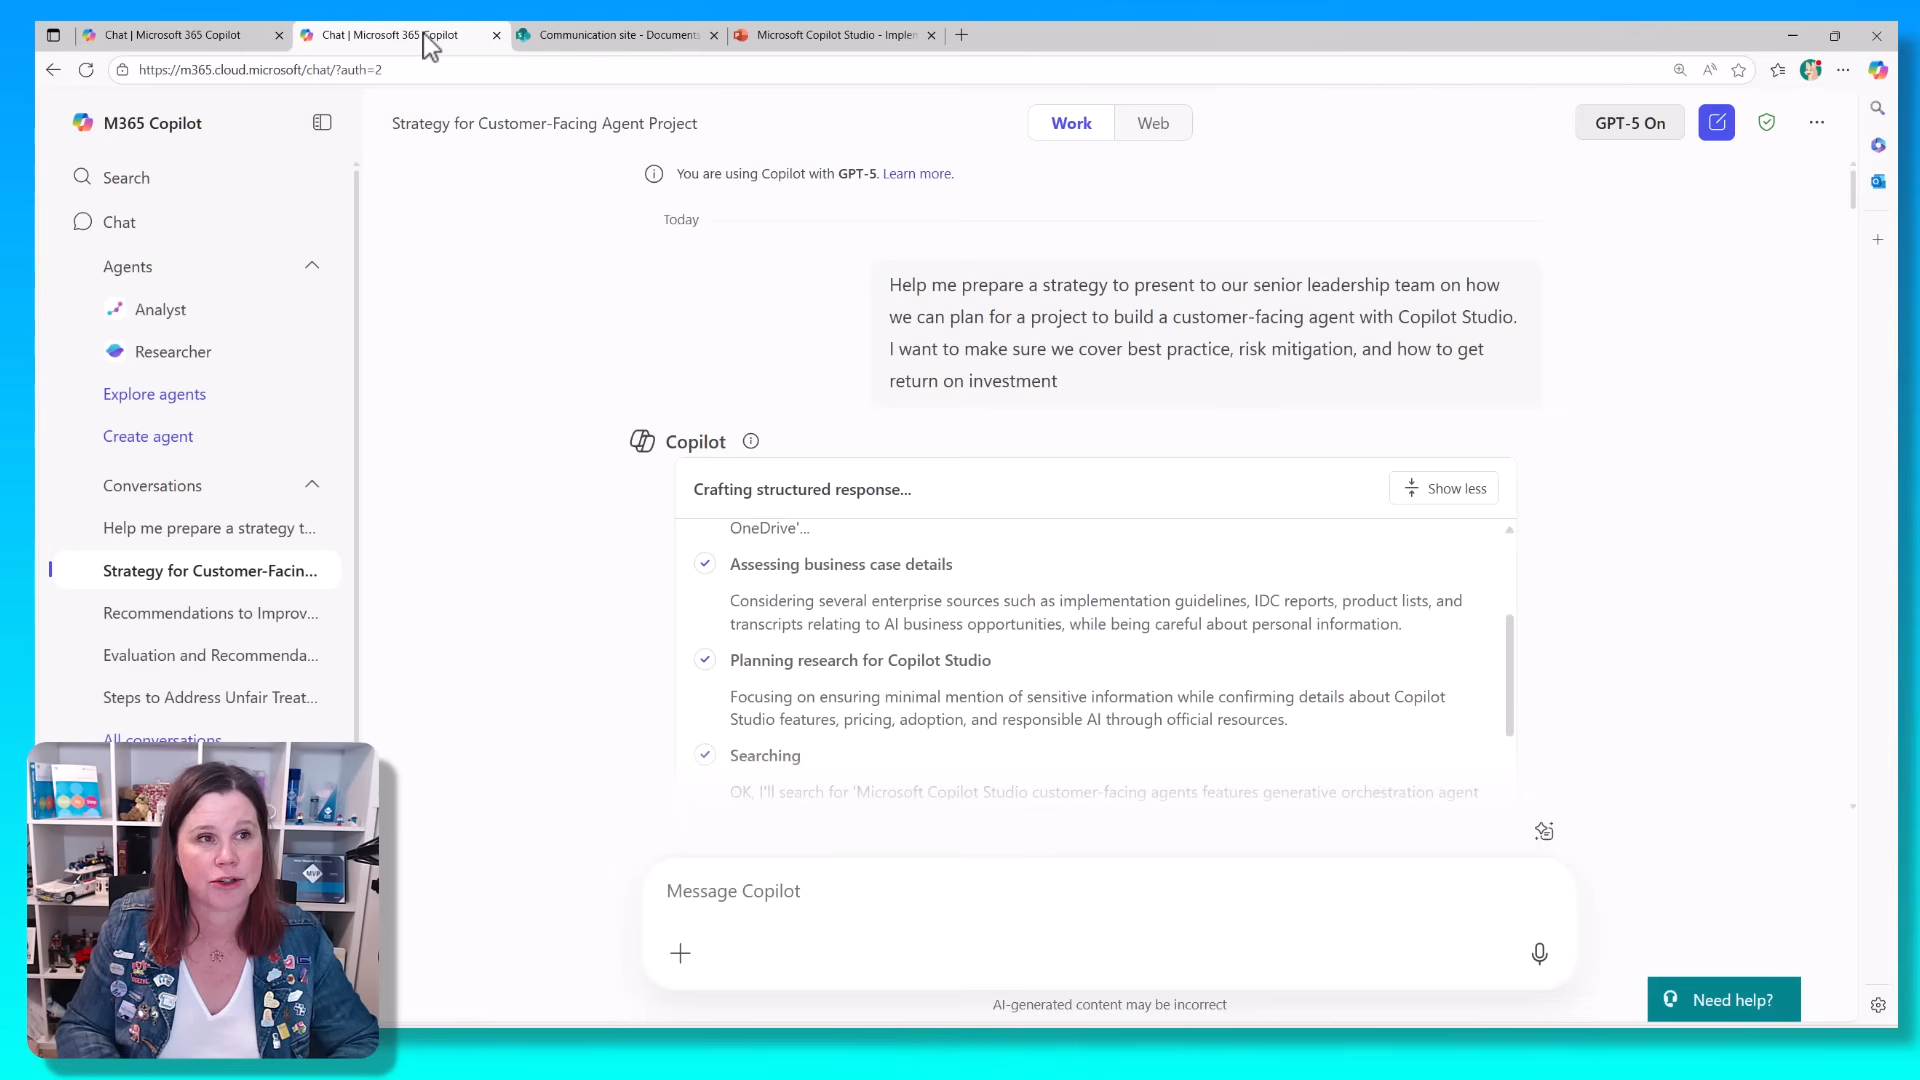 Chat | Microsoft 365 Copilot
Chat | Microsoft 365 Copilot
Communication site - Documents
Microsoft Copilot Studio - Implem
https://m365.cloud.microsoft/chat/?auth=2
M365 Copilot
Search
Chat
Agents
Analyst
Researcher
Explore agents
Create agent
Conversations
Help me prepare a strategy t...
Strategy for Customer-Facin...
Recommendations to Improv...
Evaluation and Recommenda...
Steps to Address Unfair Treat...
All conversations
Strategy for Customer-Facing Agent Project
Work
Web
GPT-5 On
You are using Copilot with GPT-5. Learn more.
Today
Help me prepare a strategy to present to our senior leadership team on how
we can plan for a project to build a customer-facing agent with Copilot Studio.
I want to make sure we cover best practice, risk mitigation, and how to get
return on investment
Copilot
Crafting structured response...
Show less
OneDrive'...
Assessing business case details
Considering several enterprise sources such as implementation guidelines, IDC reports, product lists, and
transcripts relating to AI business opportunities, while being careful about personal information.
Planning research for Copilot Studio
Focusing on ensuring minimal mention of sensitive information while confirming details about Copilot
Studio features, pricing, adoption, and responsible AI through official resources.
Searching
OK, I'll search for 'Microsoft Copilot Studio customer-facing agents features generative orchestration agent
Message Copilot
AI-generated content may be incorrect
Need help?
MVP